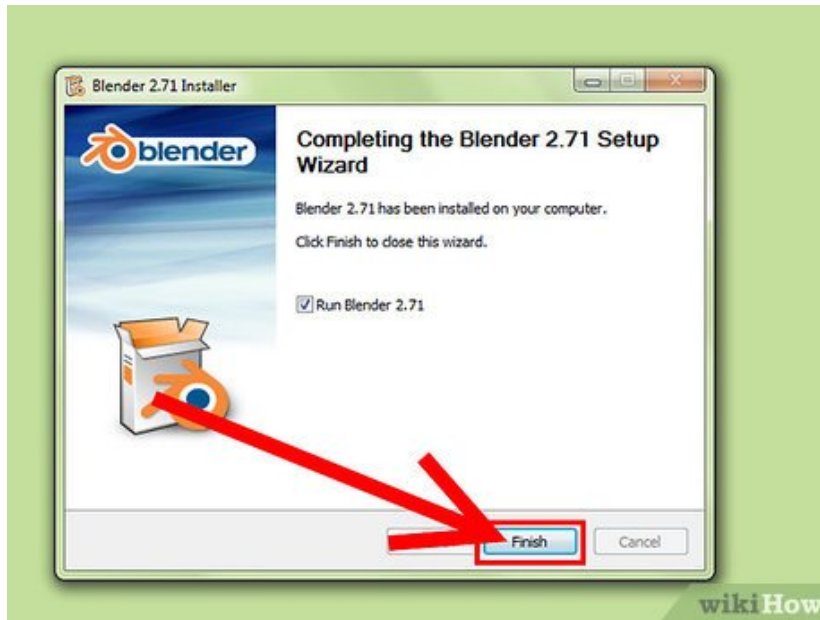 Blender 2.71 Installer
blender
Completing the Blender 2.71 Setup
Wizard
Blender 2.71 has been installed on your computer.
Click Finish to close this wizard.
Run Blender 2.71
Finish
Cancel
wikiHow